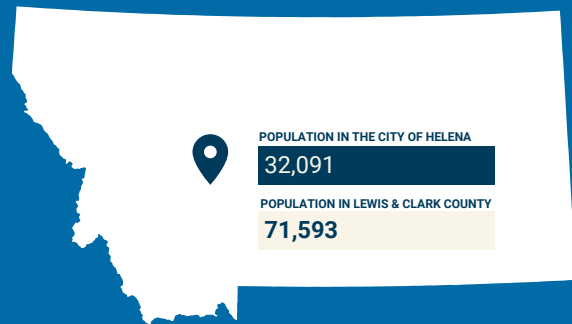 POPULATION IN THE CITY OF HELENA
32,091
POPULATION IN LEWIS & CLARK COUNTY
71,593